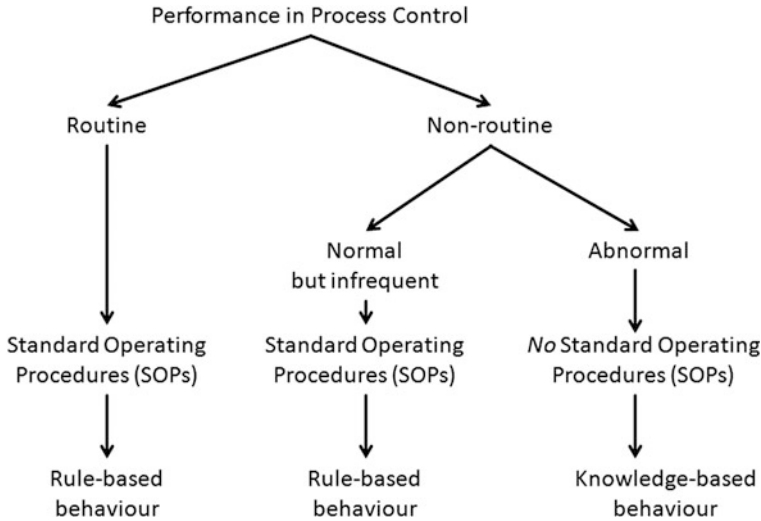 Performance in Process Control
Routine
Non-routine
Normal
but infrequent
Abnormal
Standard Operating
Procedures (SOPs)
Standard Operating
Procedures (SOPs)
No Standard Operating
Procedures (SOPs)
Rule-based
behaviour
Rule-based
behaviour
Knowledge-based
behaviour